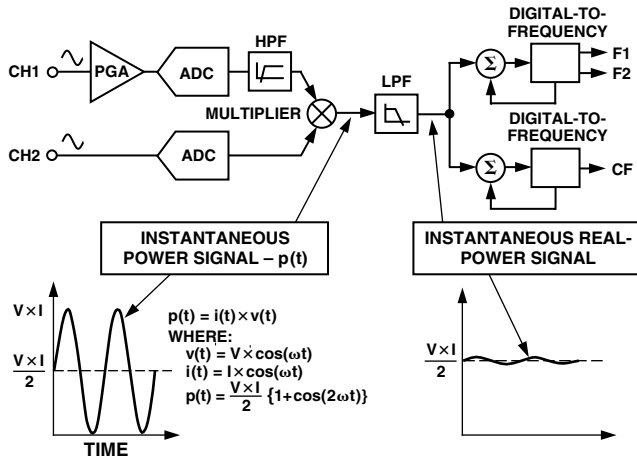 DIGITAL-TO-
FREQUENCY
F1
F2
HPF
CH1
PGA
ADC
LPF
Σ
MULTIPLIER
DIGITAL-TO-
FREQUENCY
CH2
ADC
Σ
CF
INSTANTANEOUS
POWER SIGNAL – p(t)
INSTANTANEOUS REAL-
POWER SIGNAL
V × I
V × I
2
TIME
p(t) = i(t) × v(t)
WHERE:
v(t) = V × cos(ωt)
i(t) = I × cos(ωt)
p(t) = V × I / 2 {1+cos(2ωt)}
V × I
2